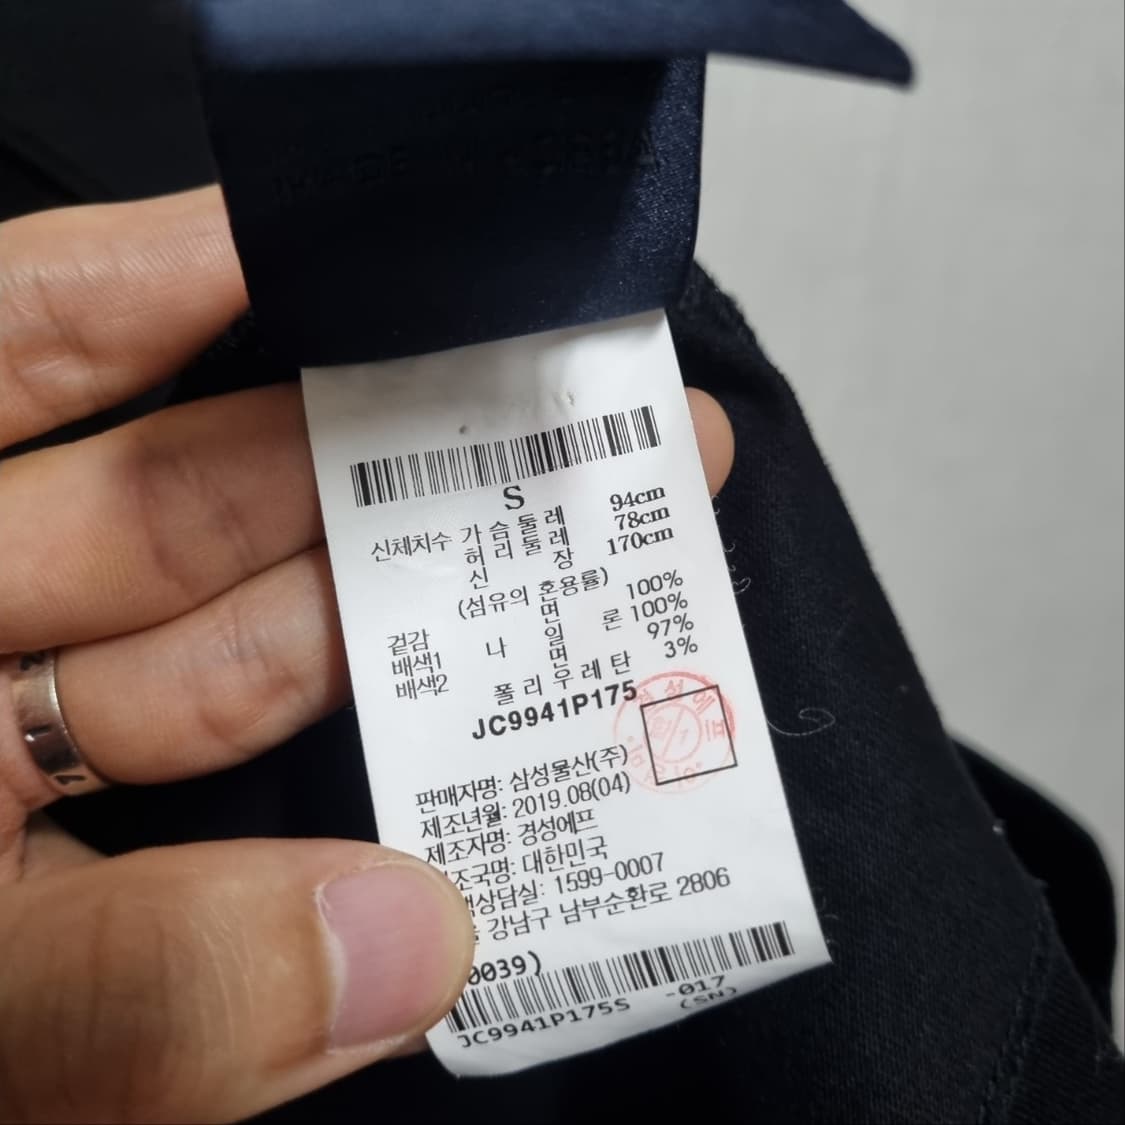 MADE IN KOREA
S
신체치수 가슴둘레 94cm
허리둘레 78cm
신장 170cm
(섬유의 혼용률)
겉감 면 100%
배색1 나일론 100%
배색2 면 97%
폴리우레탄 3%
JC9941P175
판매자명: 삼성물산(주)
제조년월: 2019.08(04)
제조자명: 경성에프
조국명: 대한민국
상담실: 1599-0007
강남구 남부순환로 2806
0039)
JC9941P175S -017
(SN)